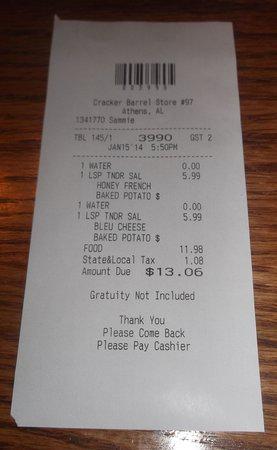 Cracker Barrel Store #97
Athens, AL
1341770 Sammie
TBL 145/1 3990 GST 2
JAN15'14 5:50PM
1 WATER 0.00
1 LSP TNDR SAL 5.99
HONEY FRENCH
BAKED POTATO $
1 WATER 0.00
1 LSP TNDR SAL 5.99
BLEU CHEESE
BAKED POTATO $
FOOD 11.98
State&Local Tax 1.08
Amount Due $13.06
Gratuity Not Included
Thank You
Please Come Back
Please Pay Cashier